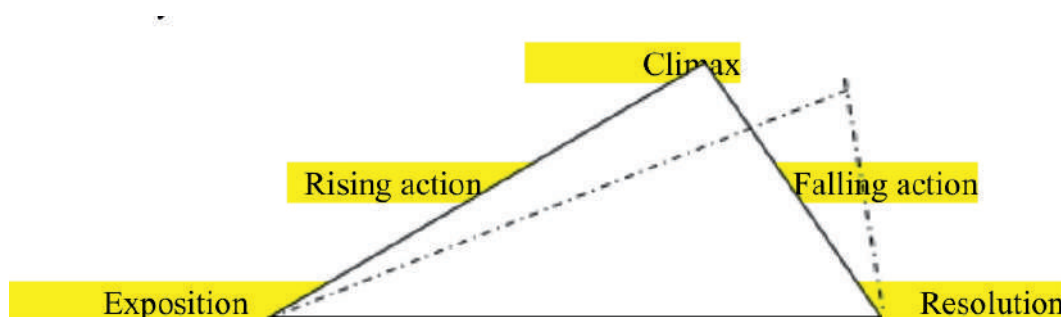 Climax
Rising action
Falling action
Exposition
Resolution